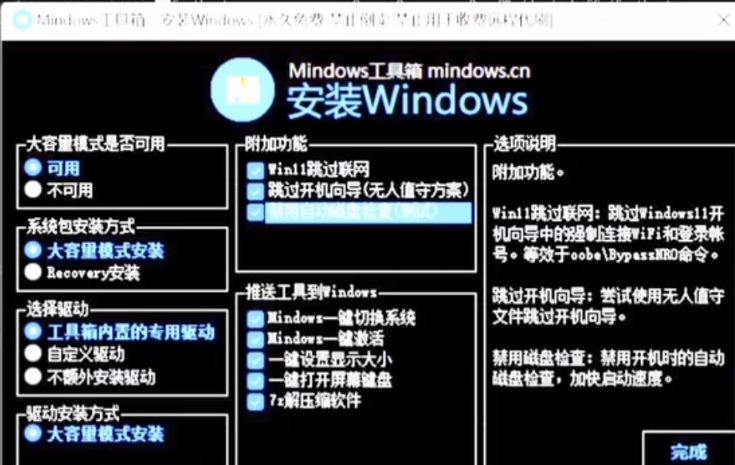 Mindows工具箱 - 安装Windows [永久免费 禁止倒卖 禁止用于收费远程代刷]
Mindows工具箱 mindows.cn
安装Windows
大容量模式是否可用
可用
不可用
系统包安装方式
大容量模式安装
Recovery安装
选择驱动
工具箱内置的专用驱动
自定义驱动
不额外安装驱动
驱动安装方式
大容量模式安装
附加功能
Win11跳过联网
跳过开机向导(无人值守方案)
禁用自动磁盘检查(测试)
推送工具到Windows
Mindows一键切换系统
Mindows一键激活
一键设置显示大小
一键打开屏幕键盘
7z解压缩软件
选项说明
附加功能。
Win11跳过联网：跳过Windows11开
机向导中的强制连接WiFi和登录帐
号。等效于oobe\BypassNRO命令。
跳过开机向导：尝试使用无人值守
文件跳过开机向导。
禁用磁盘检查：禁用开机时的自动
磁盘检查，加快启动速度。
完成